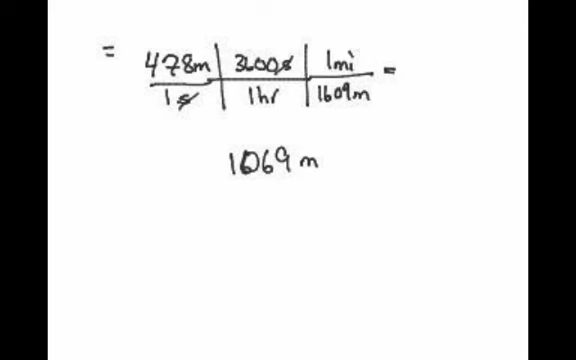 = 478m | 3600s | 1mi =
1s | 1hr | 1609m
1069 m